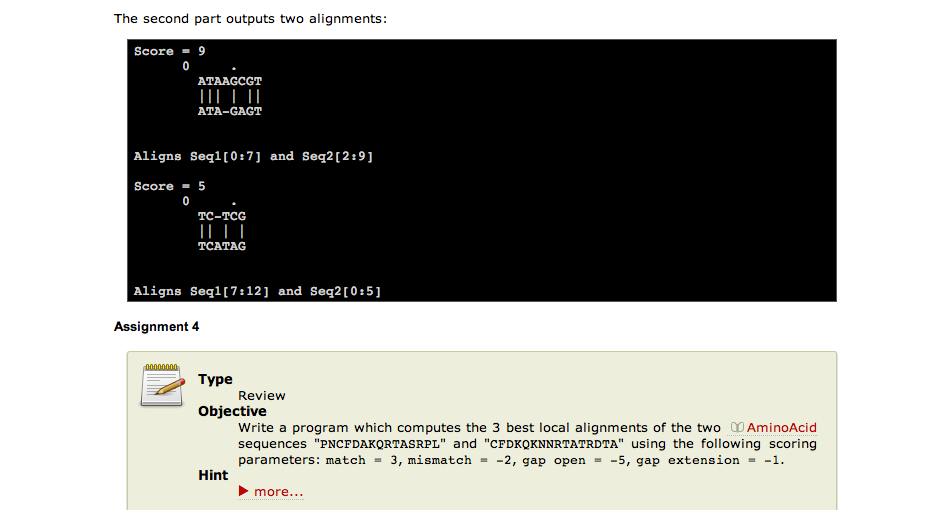 The second part outputs two alignments:
Score = 9
0 .
ATAAGCGT
||| | ||
ATA-GAGT
Aligns Seq1[0:7] and Seq2[2:9]
Score = 5
0 .
TC-TCG
|| | |
TCATAG
Aligns Seq1[7:12] and Seq2[0:5]
Assignment 4
Type
Review
Objective
Write a program which computes the 3 best local alignments of the two AminoAcid
sequences "PNCFDAKQRTASRPL" and "CFDKQKNNRTATRDTA" using the following scoring
parameters: match = 3, mismatch = -2, gap open = -5, gap extension = -1.
Hint
more...